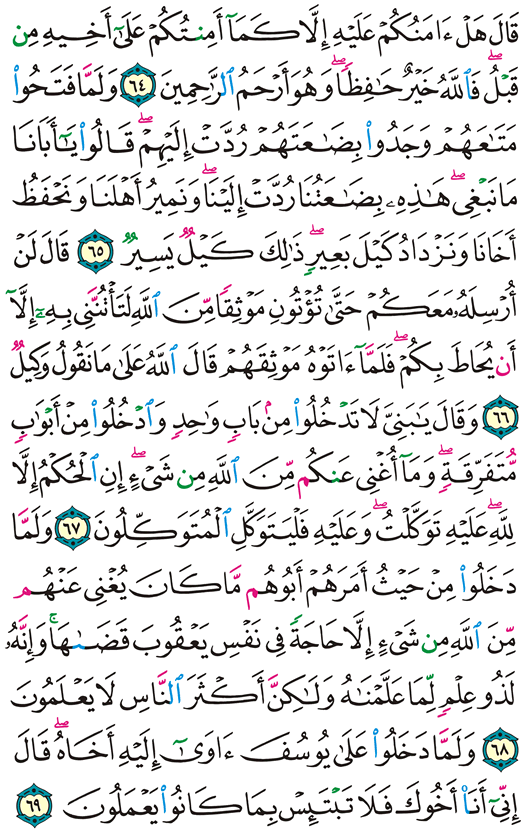 قَالَ هَلْ ءَامَنُكُمْ عَلَيْهِ إِلَّا كَمَآ أَمِنتُكُمْ عَلَىٰٓ أَخِيهِ مِن
قَبْلُ ۖ فَٱللَّهُ خَيْرٌ حَـٰفِظًا ۖ وَهُوَ أَرْحَمُ ٱلرَّٰحِمِينَ ٦٤ وَلَمَّا فَتَحُوا۟
مَتَـٰعَهُمْ وَجَدُوا۟ بِضَـٰعَتَهُمْ رُدَّتْ إِلَيْهِمْ ۖ قَالُوا۟ يَـٰٓأَبَانَا
مَا نَبْغِى ۖ هَـٰذِهِۦ بِضَـٰعَتُنَا رُدَّتْ إِلَيْنَا ۖ وَنَمِيرُ أَهْلَنَا وَنَحْفَظُ
أَخَانَا وَنَزْدَادُ كَيْلَ بَعِيرٍ ۖ ذَٰلِكَ كَيْلٌ يَسِيرٌ ٦٥ قَالَ لَنْ
أُرْسِلَهُۥ مَعَكُمْ حَتَّىٰ تُؤْتُونِ مَوْثِقًا مِّنَ ٱللَّهِ لَتَأْتُنَّنِى بِهِۦٓ إِلَّآ
أَن يُحَاطَ بِكُمْ ۖ فَلَمَّآ ءَاتَوْهُ مَوْثِقَهُمْ قَالَ ٱللَّهُ عَلَىٰ مَا نَقُولُ وَكِيلٌ
٦٦ وَقَالَ يَـٰبَنِىَّ لَا تَدْخُلُوا۟ مِنۢ بَابٍ وَٰحِدٍ وَٱدْخُلُوا۟ مِنْ أَبْوَٰبٍ
مُّتَفَرِّقَةٍ ۖ وَمَآ أُغْنِى عَنكُم مِّنَ ٱللَّهِ مِن شَىْءٍ ۖ إِنِ ٱلْحُكْمُ إِلَّا
لِلَّهِ ۖ عَلَيْهِ تَوَكَّلْتُ ۖ وَعَلَيْهِ فَلْيَتَوَكَّلِ ٱلْمُتَوَكِّلُونَ ٦٧ وَلَمَّا
دَخَلُوا۟ مِنْ حَيْثُ أَمَرَهُمْ أَبُوهُم مَّا كَانَ يُغْنِى عَنْهُم
مِّنَ ٱللَّهِ مِن شَىْءٍ إِلَّا حَاجَةً فِى نَفْسِ يَعْقُوبَ قَضَىٰهَا ۚ وَإِنَّهُۥ
لَذُو عِلْمٍ لِّمَا عَلَّمْنَـٰهُ وَلَـٰكِنَّ أَكْثَرَ ٱلنَّاسِ لَا يَعْلَمُونَ
٦٨ وَلَمَّا دَخَلُوا۟ عَلَىٰ يُوسُفَ ءَاوَىٰٓ إِلَيْهِ أَخَاهُ ۖ قَالَ
إِنِّىٓ أَنَا۠ أَخُوكَ فَلَا تَبْتَئِسْ بِمَا كَانُوا۟ يَعْمَلُونَ ٦٩